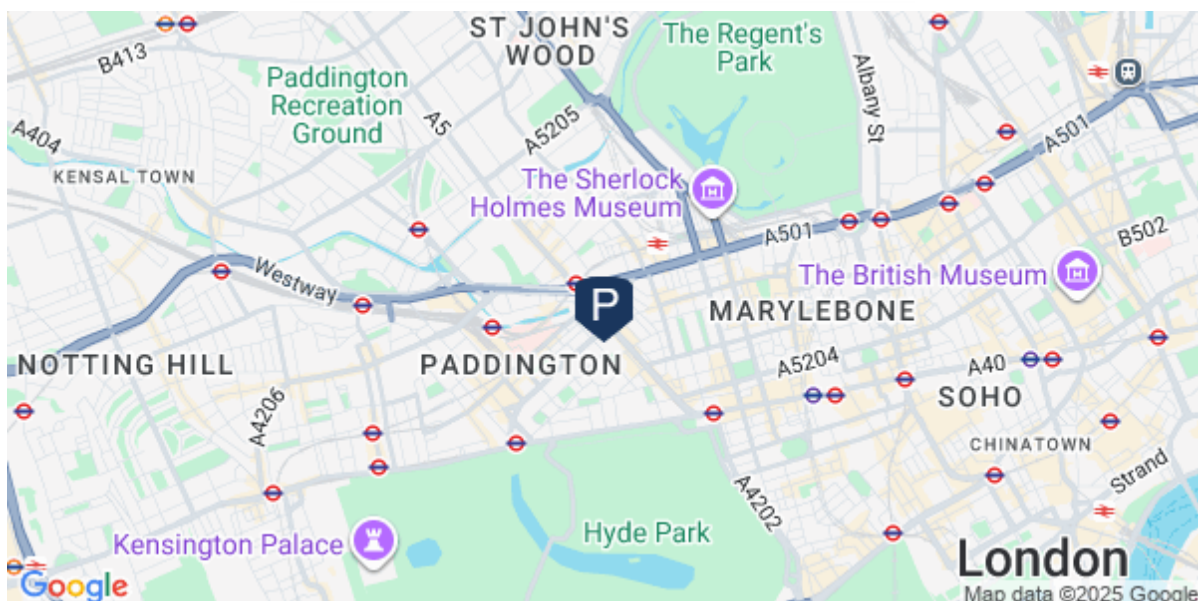 ST JOHN'S
WOOD
The Regent's
Park
B413
Paddington
Recreation
Ground
A5
A5205
Albany St
A501
A404
KENSAL TOWN
The Sherlock
Holmes Museum
A501
B502
Westway
The British Museum
P
MARYLEBONE
NOTTING HILL
PADDINGTON
A5204
A40
SOHO
A4206
CHINATOWN
Strand
A4202
Hyde Park
Kensington Palace
London
Google
Map data ©2025 Google